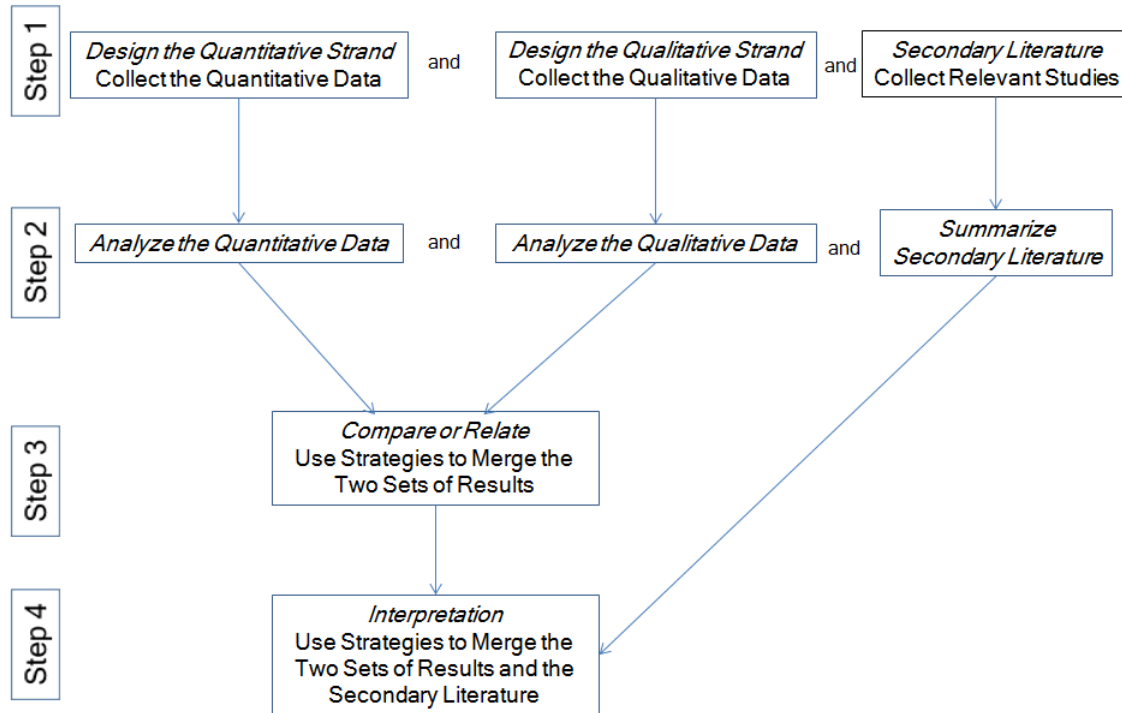 Step 1
Design the Quantitative Strand
Collect the Quantitative Data
and
Design the Qualitative Strand
Collect the Qualitative Data
and
Secondary Literature
Collect Relevant Studies
Step 2
Analyze the Quantitative Data
and
Analyze the Qualitative Data
and
Summarize
Secondary Literature
Step 3
Compare or Relate
Use Strategies to Merge the
Two Sets of Results
Step 4
Interpretation
Use Strategies to Merge the
Two Sets of Results and the
Secondary Literature